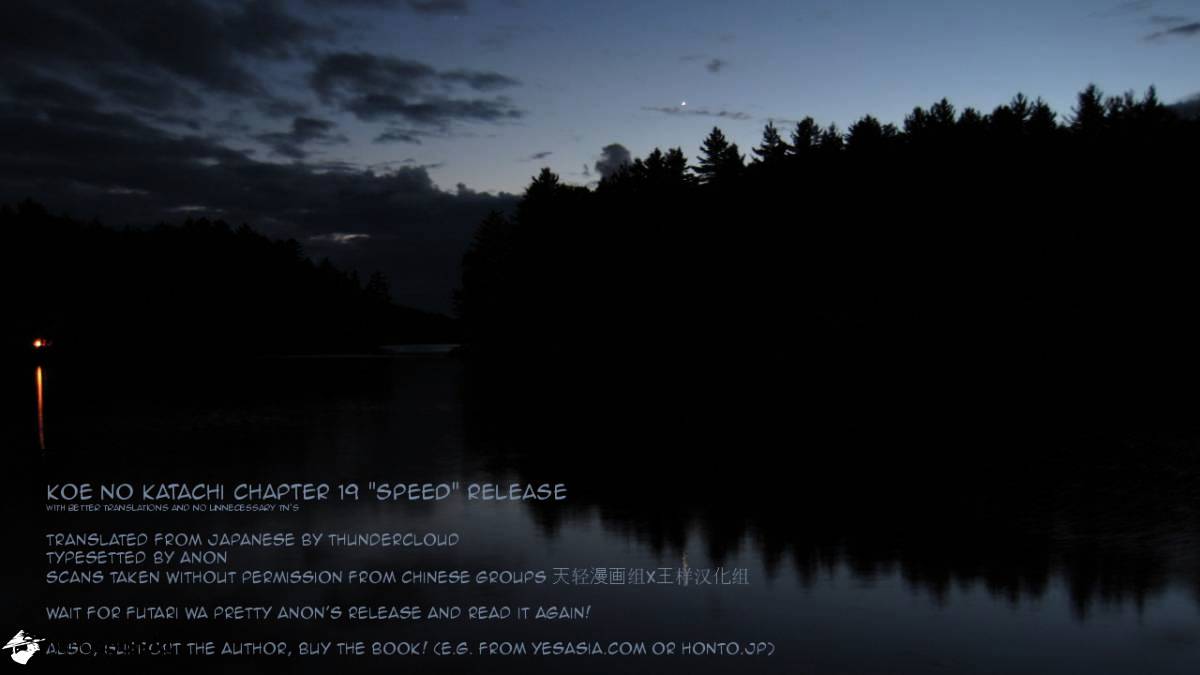 KOE NO KATACHI CHAPTER 19 "SPEED" RELEASE
WITH BETTER TRANSLATIONS AND NO UNNECESSARY TN'S
TRANSLATED FROM JAPANESE BY THUNDERCLOUD
TYPESETTED BY ANON
SCANS TAKEN WITHOUT PERMISSION FROM CHINESE GROUPS 天轻漫画组X王样汉化组
WAIT FOR FUTARI WA PRETTY ANON'S RELEASE AND READ IT AGAIN!
ALSO, SUPPORT THE AUTHOR, BUY THE BOOK! (E.G. FROM YESASIA.COM OR HONTO.JP)